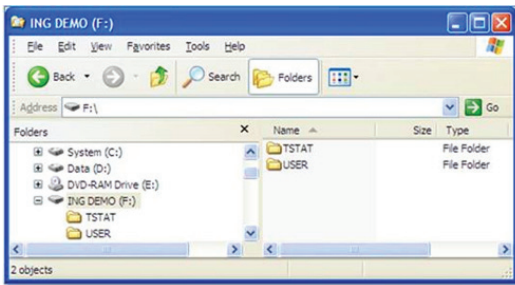 ING DEMO (F:)
File Edit View Favorites Tools Help
Back Search Folders
Address F:\ Go
Folders x Name Size Type
System (C:)
Data (D:)
DVD-RAM Drive (E:)
ING DEMO (F:)
TSTAT
USER
TSTAT File Folder
USER File Folder
2 objects